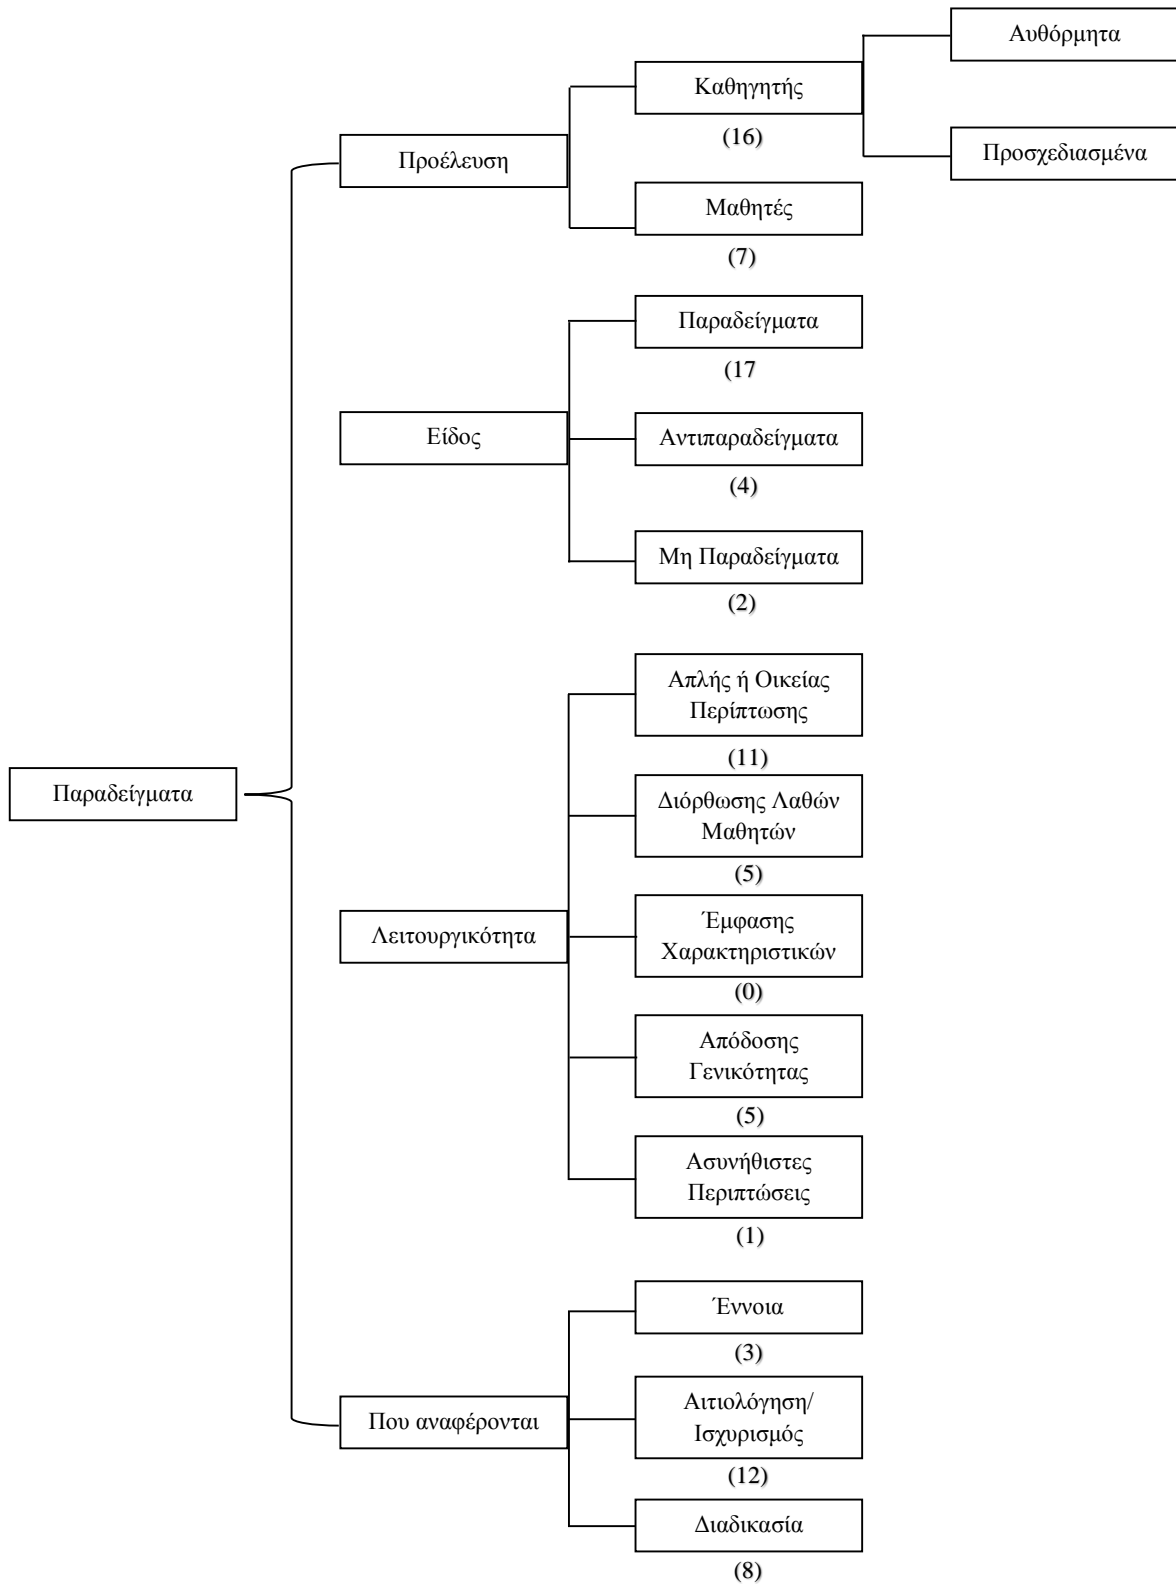 Αυθόρμητα
Καθηγητής
(16)
Προσχεδιασμένα
Προέλευση
Μαθητές
(7)
Παραδείγματα
(17
Είδος
Αντιπαραδείγματα
(4)
Μη Παραδείγματα
(2)
Απλής ή Οικείας
Περίπτωσης
(11)
Παραδείγματα
Διόρθωσης Λαθών
Μαθητών
(5)
Λειτουργικότητα
Έμφασης
Χαρακτηριστικών
(0)
Απόδοσης
Γενικότητας
(5)
Ασυνήθιστες
Περιπτώσεις
(1)
Έννοια
(3)
Που αναφέρονται
Αιτιολόγηση/
Ισχυρισμός
(12)
Διαδικασία
(8)